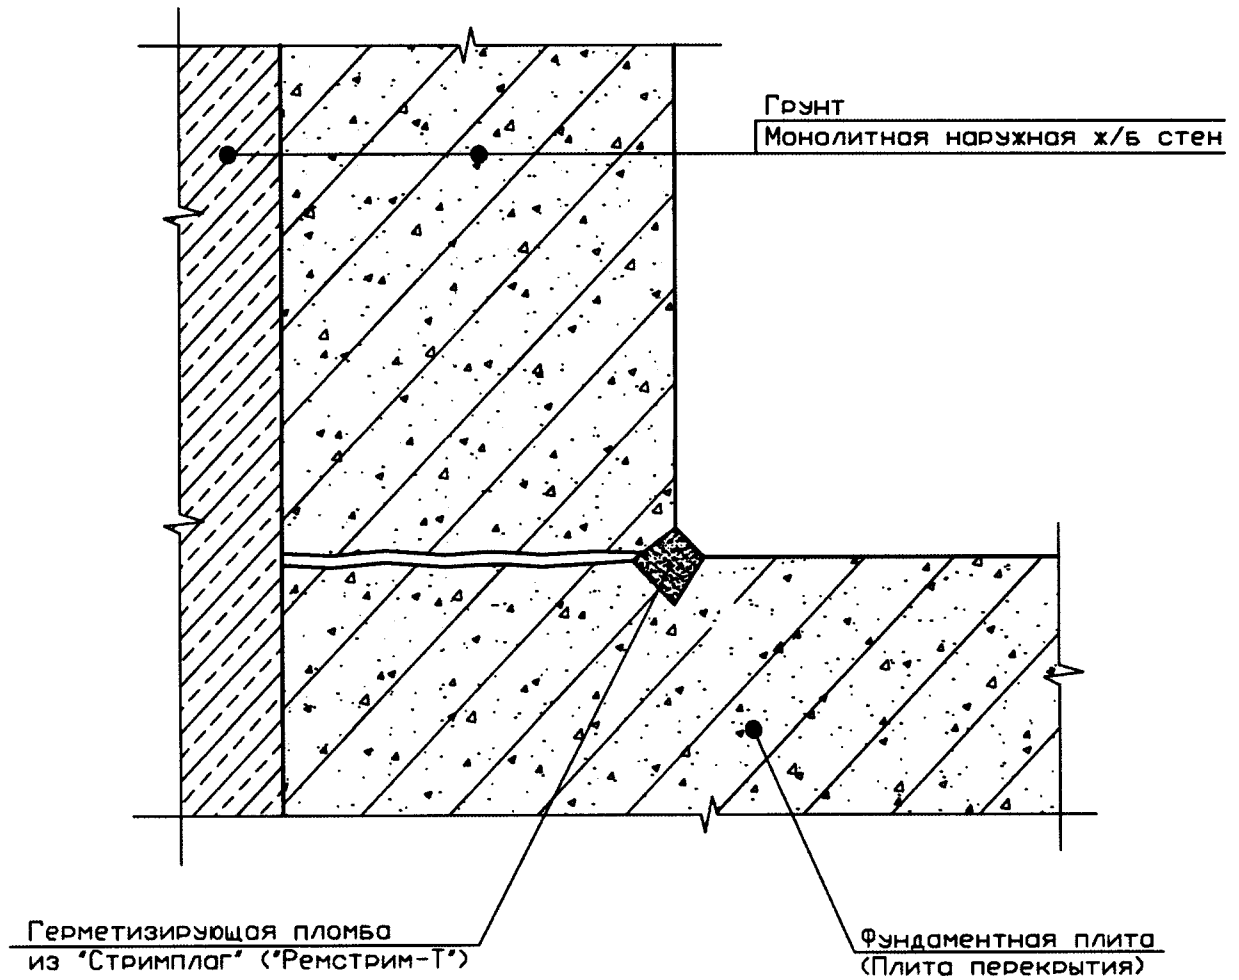 Грунт
Монолитная наружная ж/б стен
Герметизирующая пломба
из "Стримплаг" ("Ремстрим-Т")
Фундаментная плита
(Плита перекрытия)